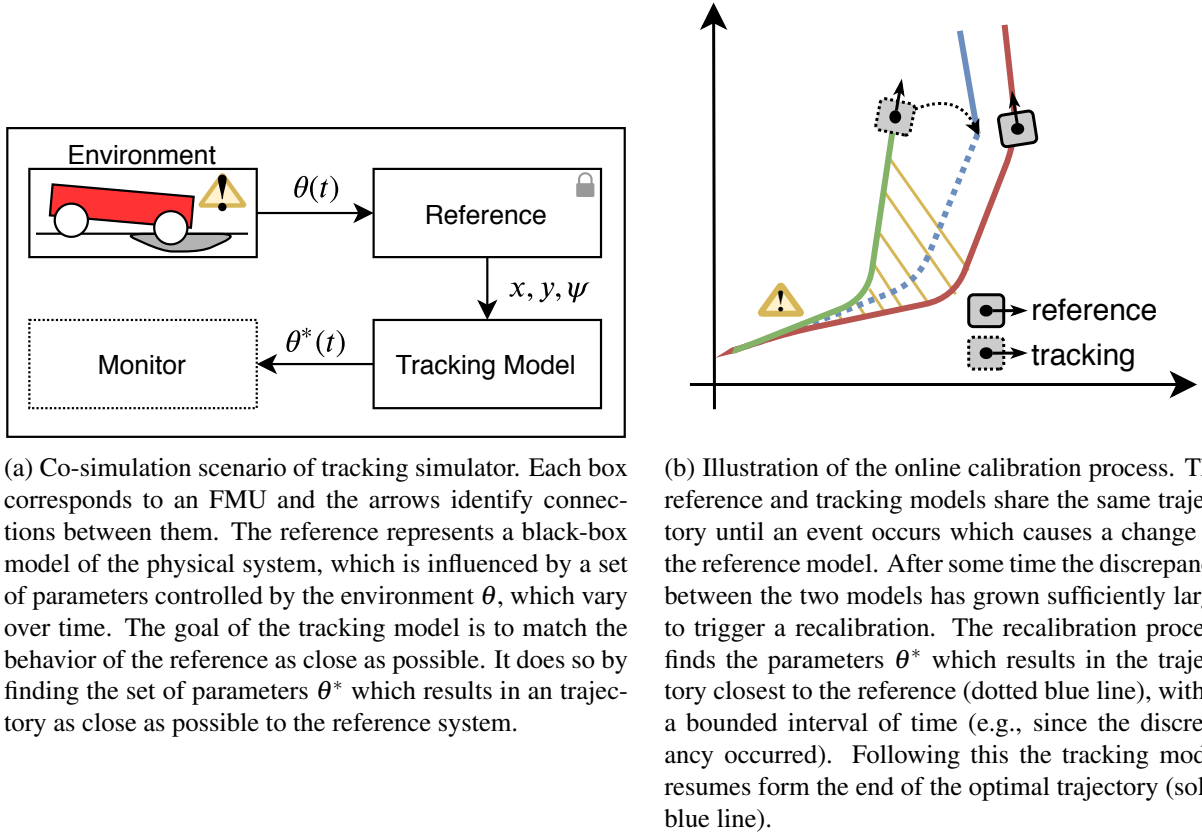 Environment
!
θ(t)
Reference
x, y, ψ
Monitor
θ*(t)
Tracking Model
(a) Co-simulation scenario of tracking simulator. Each box
corresponds to an FMU and the arrows identify connec-
tions between them. The reference represents a black-box
model of the physical system, which is influenced by a set
of parameters controlled by the environment θ, which vary
over time. The goal of the tracking model is to match the
behavior of the reference as close as possible. It does so by
finding the set of parameters θ* which results in an trajec-
tory as close as possible to the reference system.
!
reference
tracking
(b) Illustration of the online calibration process. Th
reference and tracking models share the same trajec
tory until an event occurs which causes a change
the reference model. After some time the discrepanc
between the two models has grown sufficiently larg
to trigger a recalibration. The recalibration proces
finds the parameters θ* which results in the trajec
tory closest to the reference (dotted blue line), with
a bounded interval of time (e.g., since the discrep
ancy occurred). Following this the tracking mod
resumes form the end of the optimal trajectory (sol
blue line).